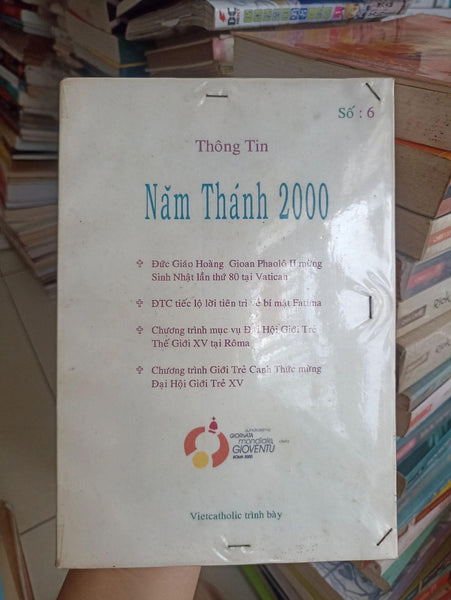 Số : 6
Thông Tin
Năm Thánh 2000
Đức Giáo Hoàng Gioan Phaolô II mừng
Sinh Nhật lần thứ 80 tại Vatican
ĐTC tiếc lộ lời tiên tri về bí mật Fatima
Chương trình mục vụ Đại Hội Giới Trẻ
Thế Giới XV tại Rôma
Chương trình Giới Trẻ Canh Thức mừng
Đại Hội Giới Trẻ XV
GIORNATA
mondiale
GIOVENTU
ROMA 2000
Vietcatholic trình bày